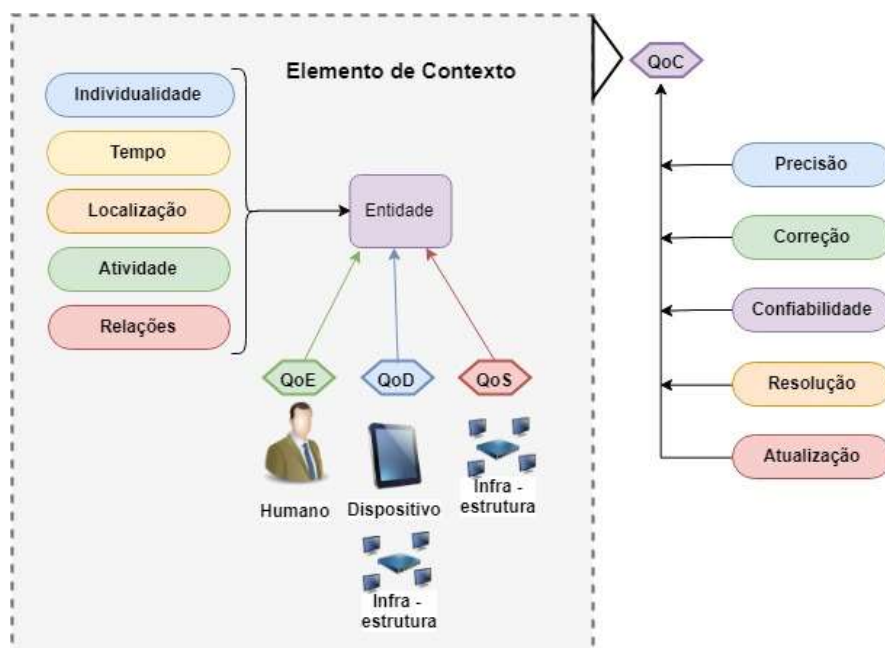 Elemento de Contexto
QoC
Individualidade
Tempo
Localização
Atividade
Relações
Entidade
Precisão
Correção
Confiabilidade
Resolução
Atualização
QoE
QoD
QoS
Humano
Dispositivo
Infra -
estrutura
Infra -
estrutura